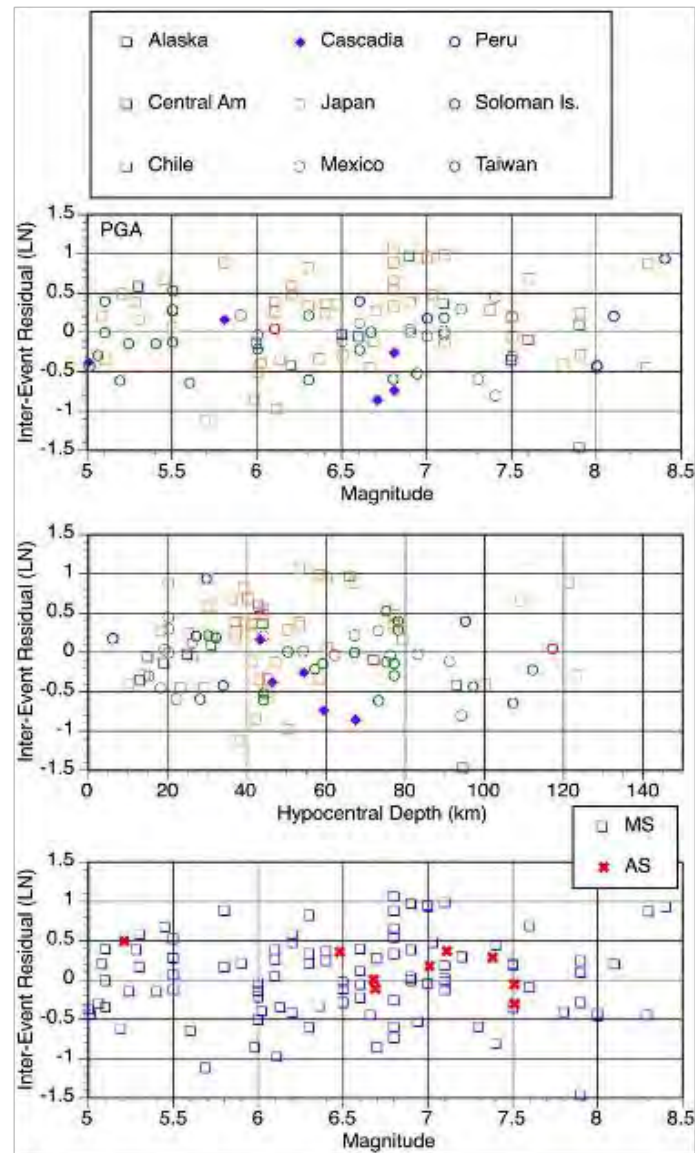 Alaska Cascadia Peru
Central Am Japan Soloman Is.
Chile Mexico Taiwan
1.5
PGA
1
0.5
0
-0.5
-1
-1.5
Inter-Event Residual (LN)
5 5.5 6 6.5 7 7.5 8 8.5
Magnitude
1.5
1
0.5
0
-0.5
-1
-1.5
Inter-Event Residual (LN)
0 20 40 60 80 100 120 140
Hypocentral Depth (km)
MS
AS
1.5
1
0.5
0
-0.5
-1
-1.5
Inter-Event Residual (LN)
5 5.5 6 6.5 7 7.5 8 8.5
Magnitude